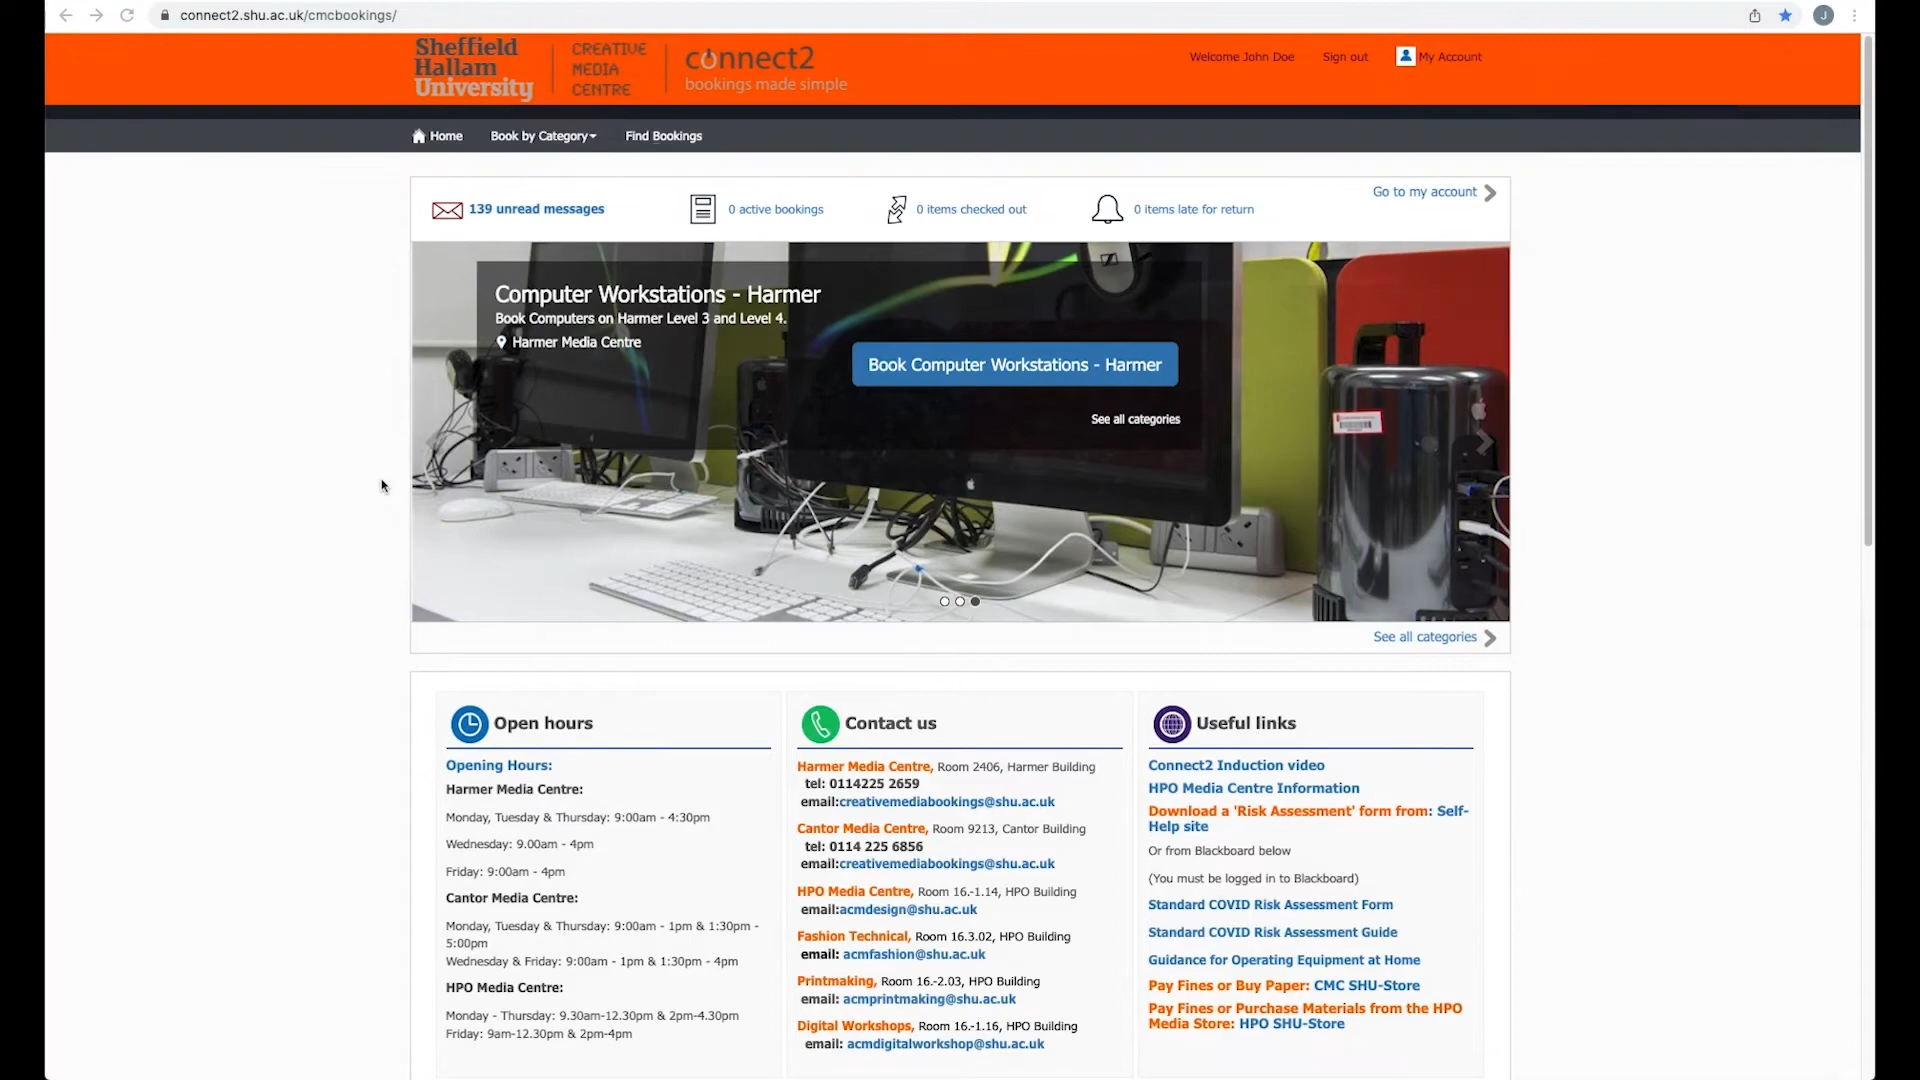 connect2.shu.ac.uk/cmcbookings/
J
Sheffield
Hallam
University
CREATIVE
MEDIA
CENTRE
connect2
bookings made simple
Welcome John Doe
Sign out
My Account
Home
Book by Category
Find Bookings
139 unread messages
0 active bookings
0 items checked out
0 items late for return
Go to my account
Computer Workstations - Harmer
Book Computers on Harmer Level 3 and Level 4.
Harmer Media Centre
Book Computer Workstations - Harmer
See all categories
See all categories
Open hours
Opening Hours:
Harmer Media Centre:
Monday, Tuesday & Thursday: 9:00am - 4:30pm
Wednesday: 9.00am - 4pm
Friday: 9:00am - 4pm
Cantor Media Centre:
Monday, Tuesday & Thursday: 9:00am - 1pm & 1:30pm -
5:00pm
Wednesday & Friday: 9:00am - 1pm & 1:30pm - 4pm
HPO Media Centre:
Monday - Thursday: 9.30am-12.30pm & 2pm-4.30pm
Friday: 9am-12.30pm & 2pm-4pm
Contact us
Harmer Media Centre, Room 2406, Harmer Building
tel: 0114225 2659
email:creativemediabookings@shu.ac.uk
Cantor Media Centre, Room 9213, Cantor Building
tel: 0114 225 6856
email:creativemediabookings@shu.ac.uk
HPO Media Centre, Room 16.-1.14, HPO Building
email:acmdesign@shu.ac.uk
Fashion Technical, Room 16.3.02, HPO Building
email: acmfashion@shu.ac.uk
Printmaking, Room 16.-2.03, HPO Building
email: acmprintmaking@shu.ac.uk
Digital Workshops, Room 16.-1.16, HPO Building
email: acmdigitalworkshop@shu.ac.uk
Useful links
Connect2 Induction video
HPO Media Centre Information
Download a 'Risk Assessment' form from: Self-
Help site
Or from Blackboard below
(You must be logged in to Blackboard)
Standard COVID Risk Assessment Form
Standard COVID Risk Assessment Guide
Guidance for Operating Equipment at Home
Pay Fines or Buy Paper: CMC SHU-Store
Pay Fines or Purchase Materials from the HPO
Media Store: HPO SHU-Store